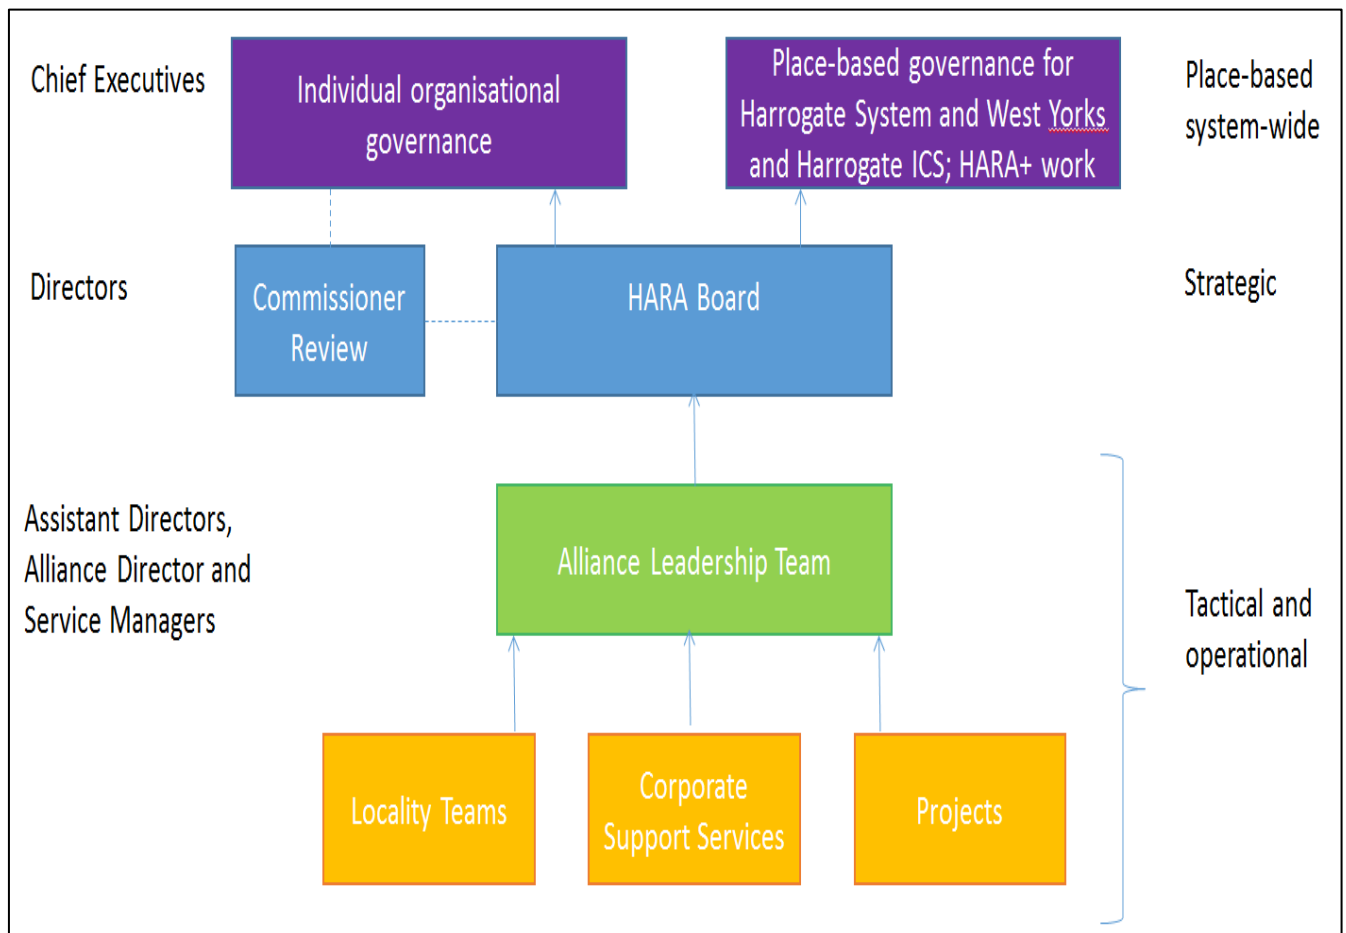 Chief Executives
Individual organisational
governance
Place-based governance for
Harrogate System and West Yorks
and Harrogate ICS; HARA+ work
Place-based
system-wide
Directors
Commissioner
Review
HARA Board
Strategic
Assistant Directors,
Alliance Director and
Service Managers
Alliance Leadership Team
Tactical and
operational
Locality Teams
Corporate
Support Services
Projects